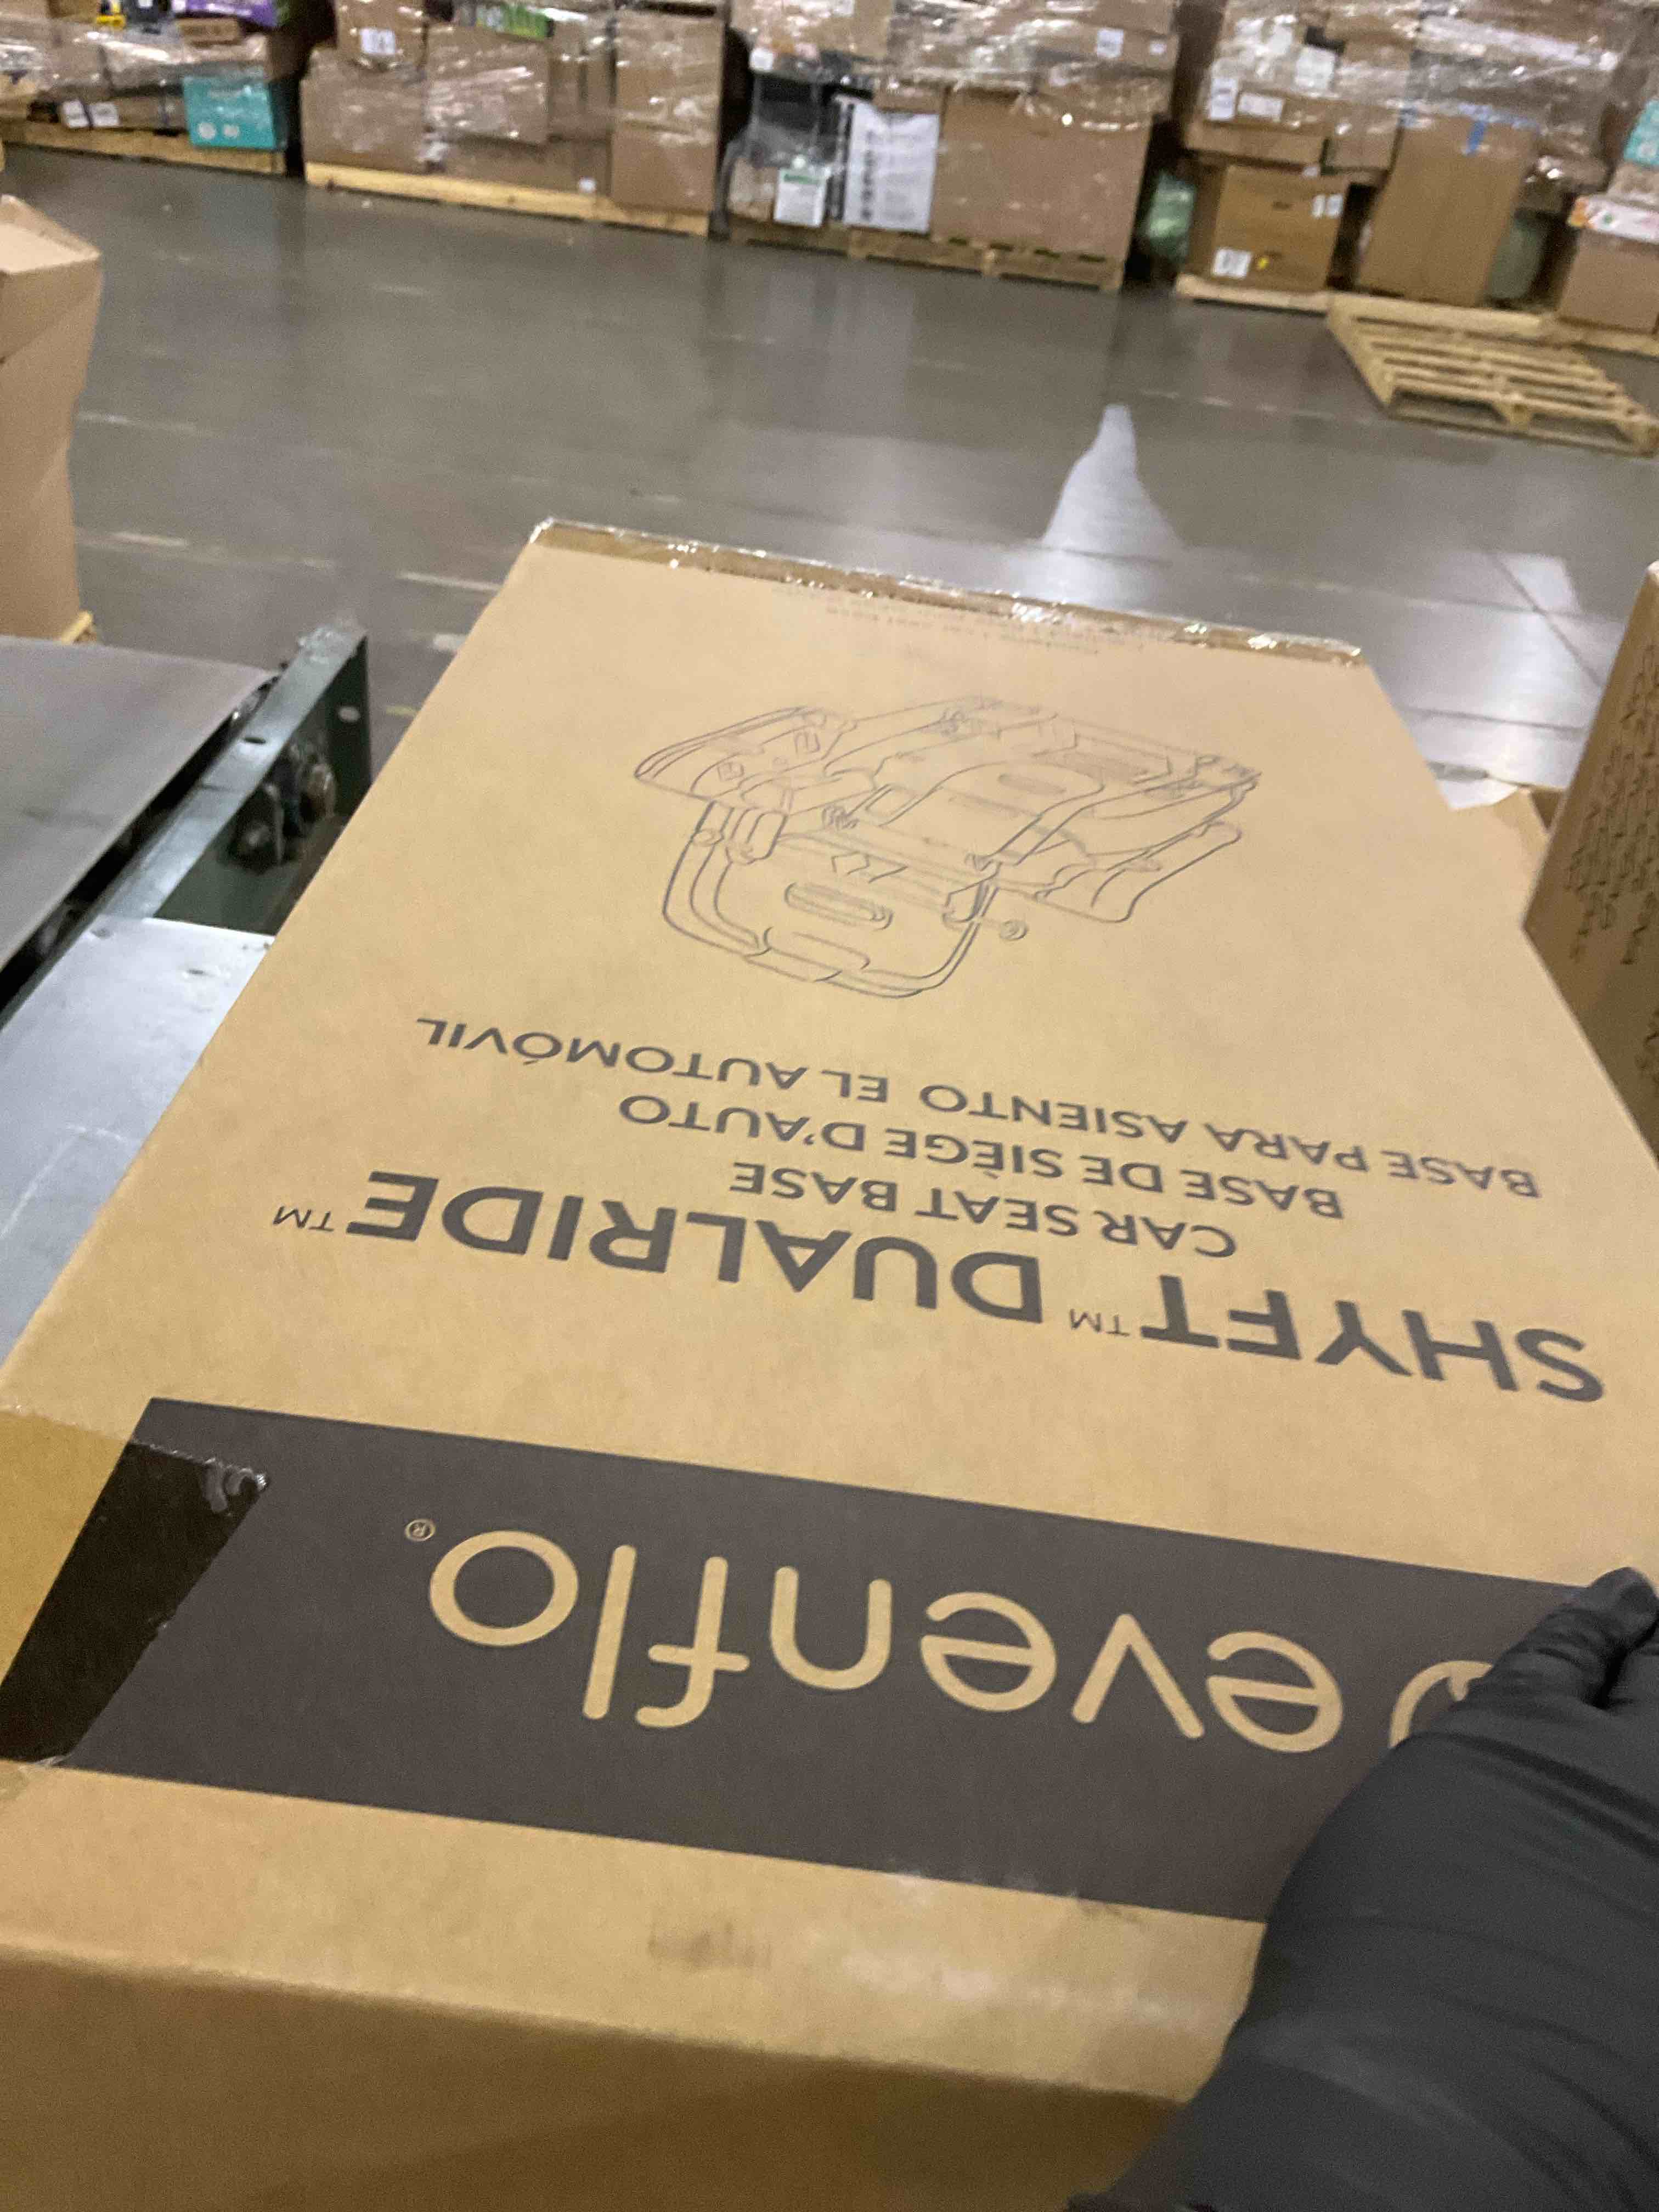 evenflo®
SHYFT™ DUALRIDE™
CAR SEAT BASE
BASE DE SIÈGE D'AUTO
BASE PARA ASIENTO EL AUTOMÓVIL